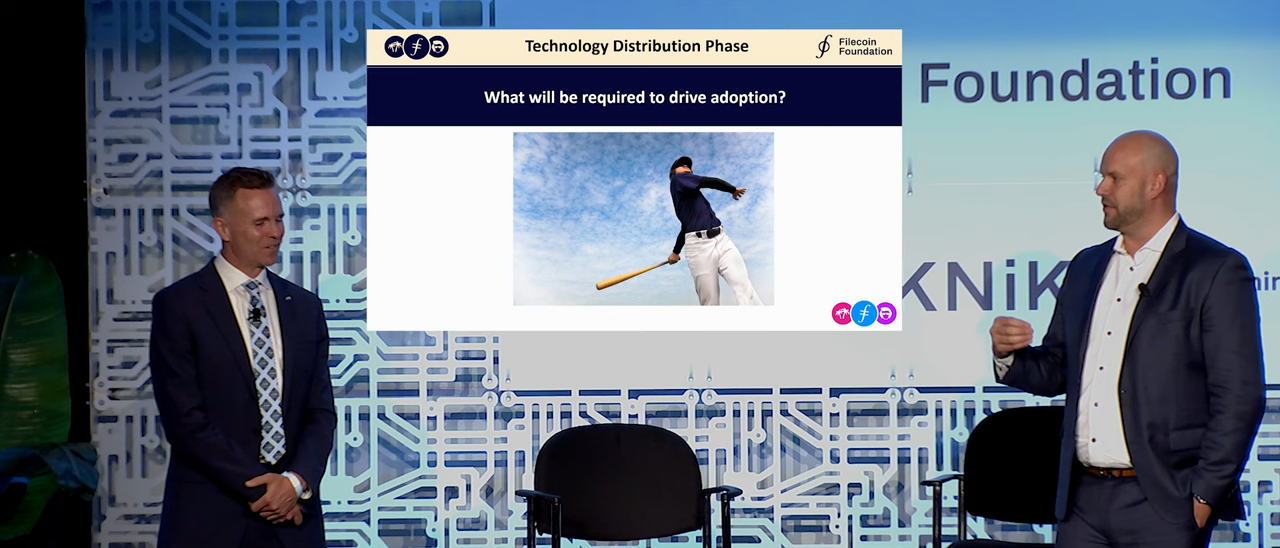 Technology Distribution Phase
Filecoin
Foundation
What will be required to drive adoption?
Foundation
KNiK